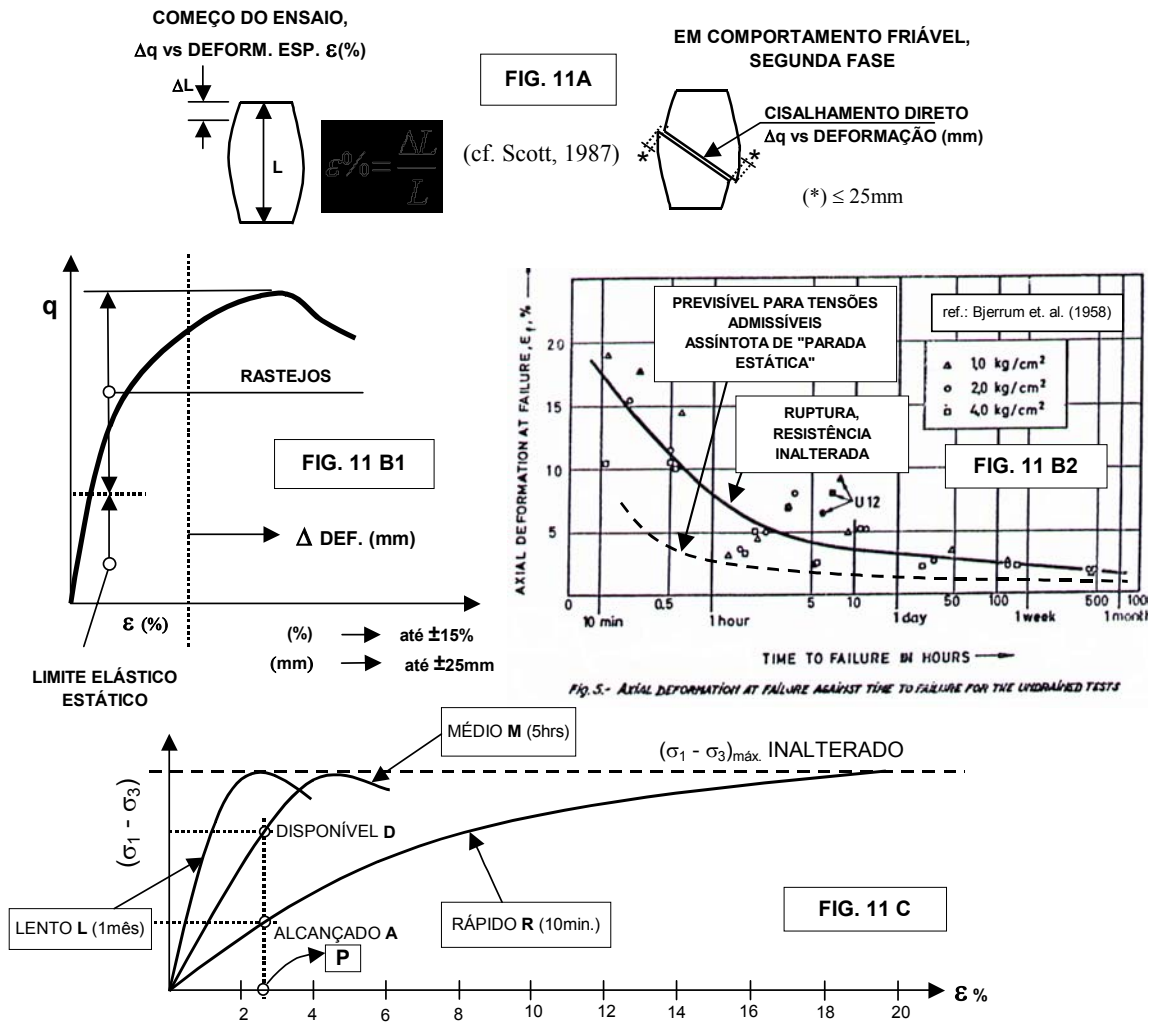 COMEÇO DO ENSAIO,
Δq vs DEFORM. ESP. ε(%)
ΔL
L
FIG. 11A
ε%= ΔL
L
(cf. Scott, 1987)
EM COMPORTAMENTO FRIÁVEL,
SEGUNDA FASE
CISALHAMENTO DIRETO
Δq vs DEFORMAÇÃO (mm)
*
*
(*) ≤ 25mm
q
RASTEJOS
FIG. 11 B1
Δ DEF. (mm)
ε (%)
(%) até ±15%
(mm) até ±25mm
LIMITE ELÁSTICO
ESTÁTICO
AXIAL DEFORMATION AT FAILURE, Ef, %
20
15
10
5
PREVISÍVEL PARA TENSÕES
ADMISSÍVEIS
ASSÍNTOTA DE "PARADA
ESTÁTICA"
RUPTURA,
RESISTÊNCIA
INALTERADA
ref.: Bjerrum et. al. (1958)
1,0 kg/cm²
2,0 kg/cm²
4,0 kg/cm²
FIG. 11 B2
U 12
0 0.5 5 10 50 100 500 1000
10 min 1 hour 1 day 1 week 1 month
TIME TO FAILURE IN HOURS
Fig. 5.- AXIAL DEFORMATION AT FAILURE AGAINST TIME TO FAILURE FOR THE UNDRAINED TESTS
MÉDIO M (5hrs)
(σ1 - σ3)máx. INALTERADO
(σ1 - σ3)
DISPONÍVEL D
LENTO L (1mês)
ALCANÇADO A
P
RÁPIDO R (10min.)
FIG. 11 C
2 4 6 8 10 12 14 16 18 20
ε %